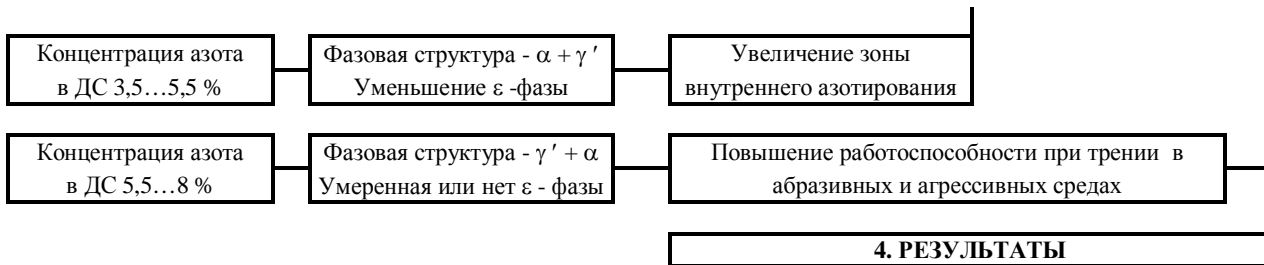 Концентрация азота
в ДС 3,5…5,5 %
Фазовая структура - α + γ ′
Уменьшение ε -фазы
Увеличение зоны
внутреннего азотирования
Концентрация азота
в ДС 5,5…8 %
Фазовая структура - γ ′ + α
Умеренная или нет ε - фазы
Повышение работоспособности при трении в
абразивных и агрессивных средах
4. РЕЗУЛЬТАТЫ